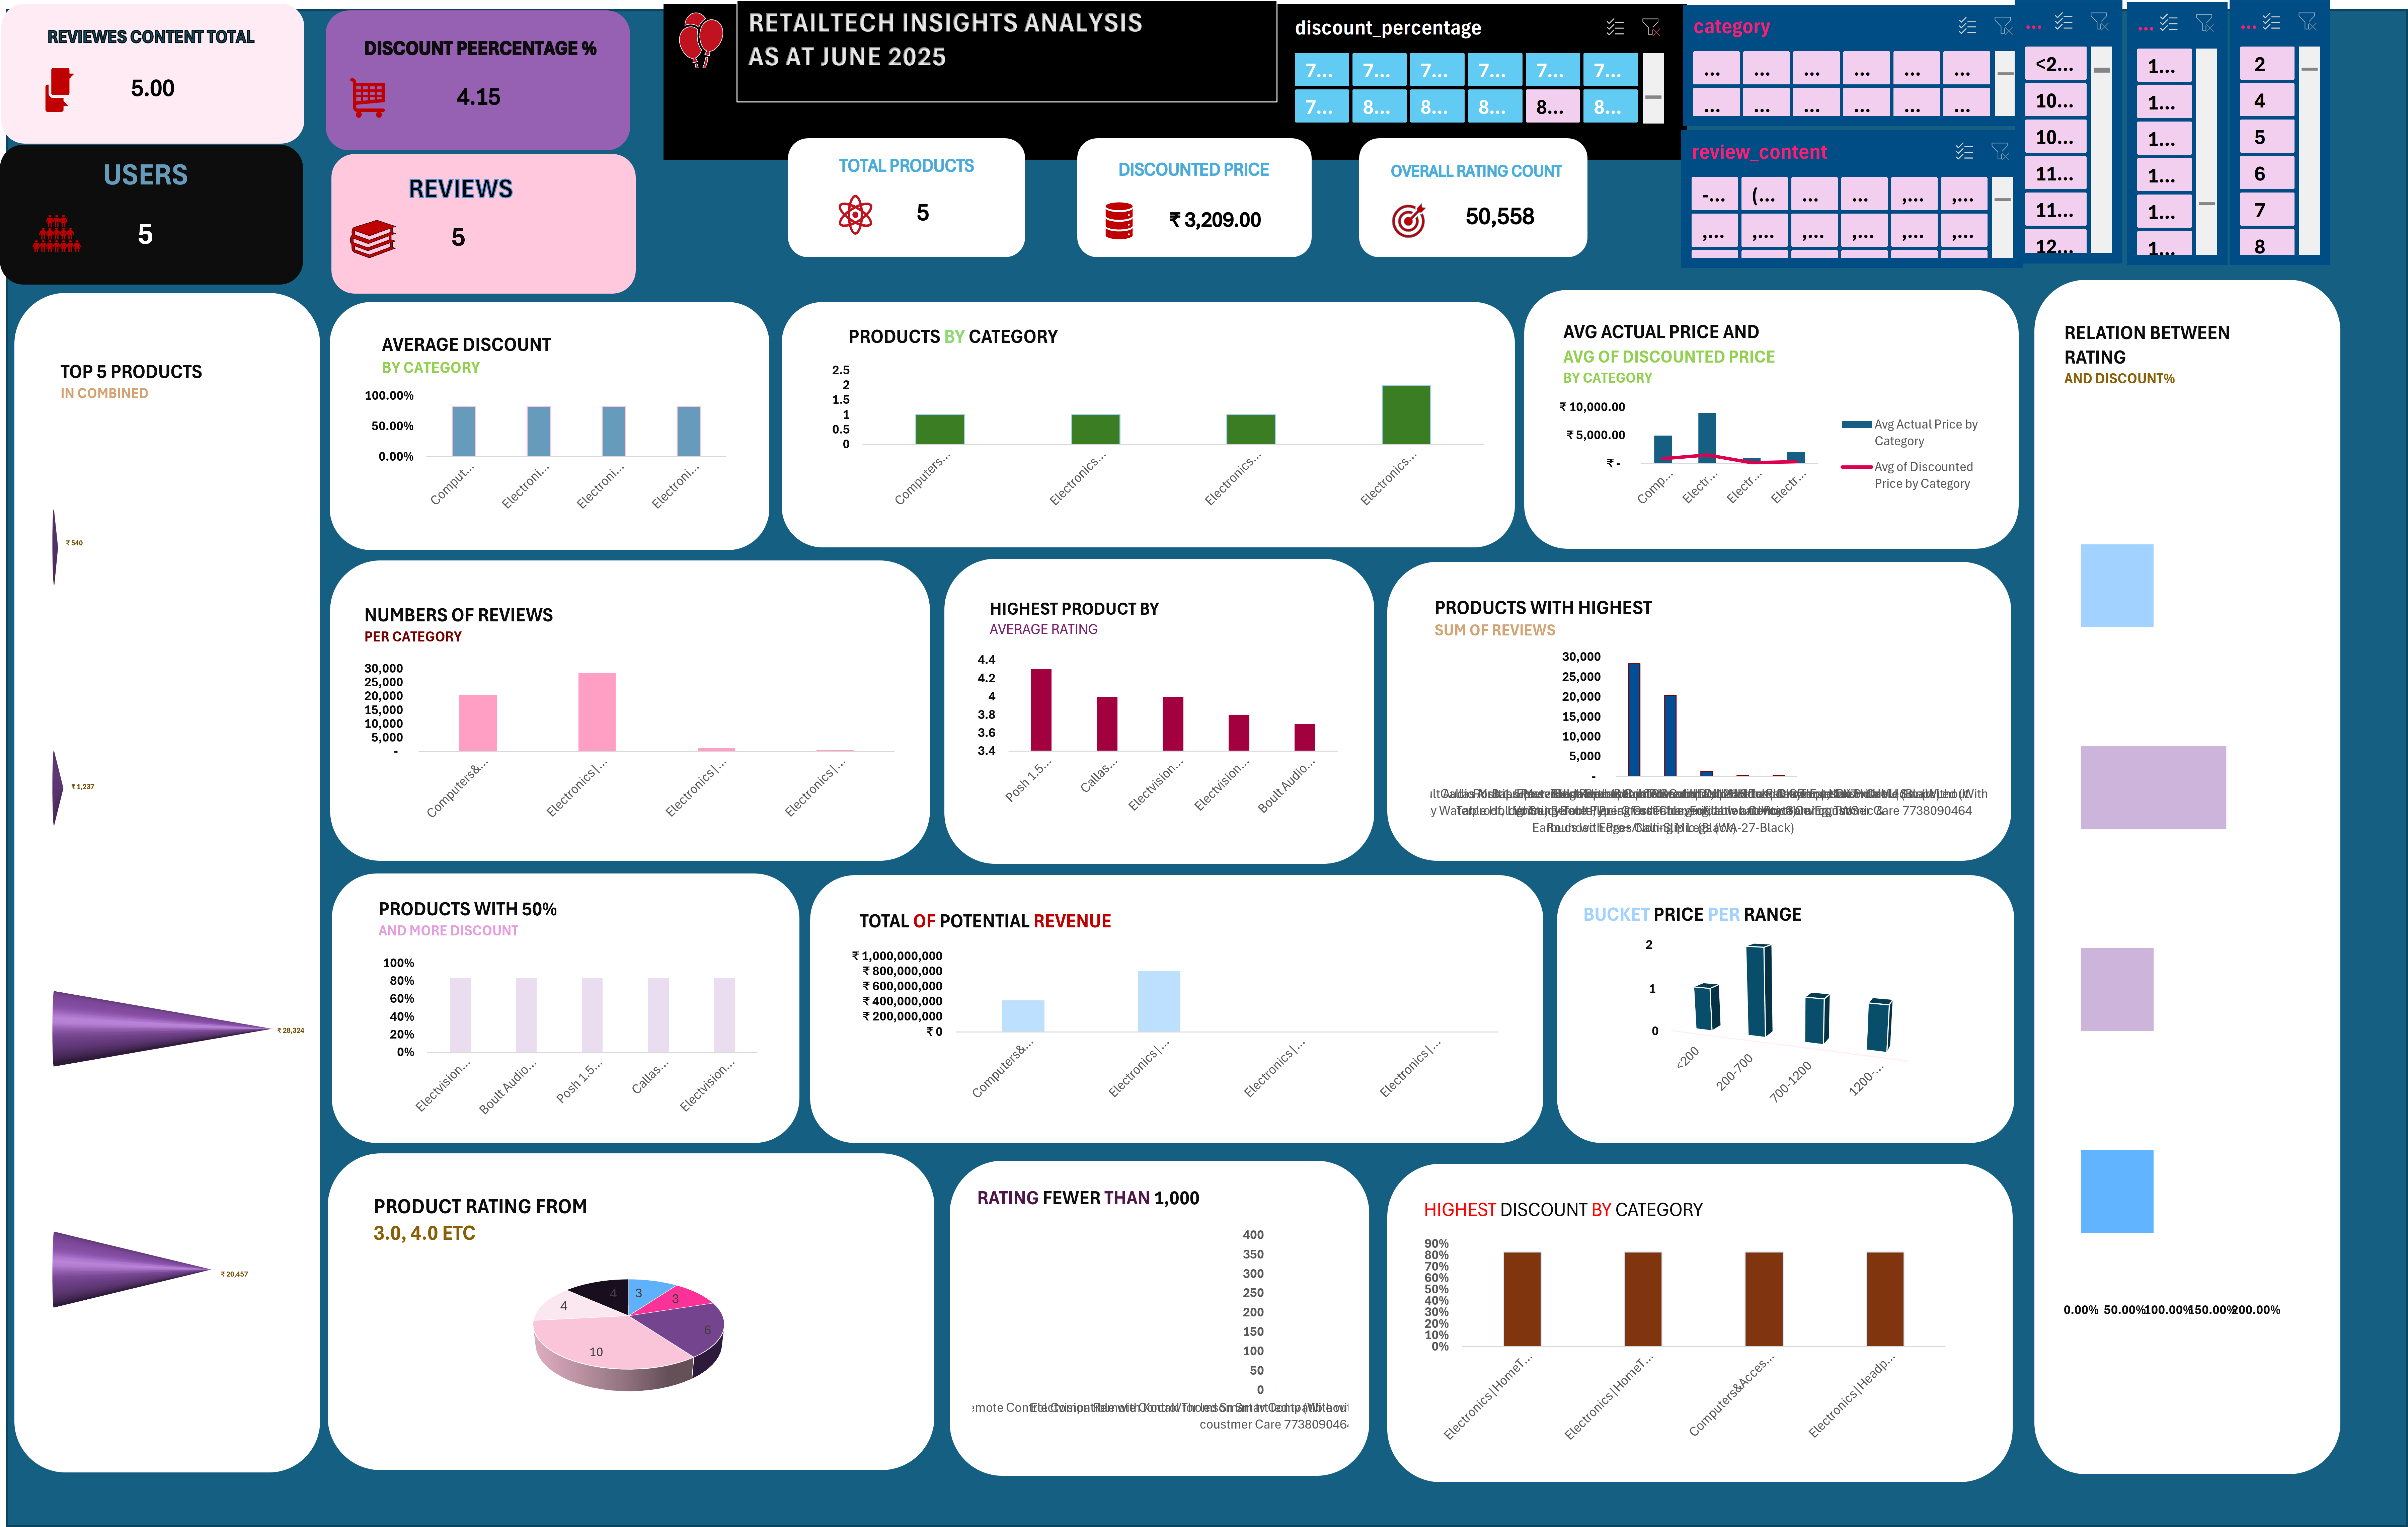 REVIEWES CONTENT TOTAL
5.00
DISCOUNT PEERCENTAGE %
4.15
RETAILTECH INSIGHTS ANALYSIS
AS AT JUNE 2025
discount_percentage
7... 7... 7... 7... 7... 7...
7... 8... 8... 8... 8... 8...
category
... ... ... ... ... ...
... ... ... ... ... ...
review_content
-... (... ... ... ,... ,...
,... ,... ,... ,... ,... ,...
...
<2...
10...
10...
11...
11...
12...
...
1...
1...
1...
1...
1...
1...
...
2
4
5
6
7
8
USERS
5
REVIEWS
5
TOTAL PRODUCTS
5
DISCOUNTED PRICE
₹ 3,209.00
OVERALL RATING COUNT
50,558
TOP 5 PRODUCTS
IN COMBINED
₹ 540
₹ 1,237
₹ 28,324
₹ 20,457
AVERAGE DISCOUNT
BY CATEGORY
100.00%
50.00%
0.00%
Comput...
Electroni...
Electroni...
Electroni...
PRODUCTS BY CATEGORY
2.5
2
1.5
1
0.5
0
Computers...
Electronics...
Electronics...
Electronics...
AVG ACTUAL PRICE AND
AVG OF DISCOUNTED PRICE
BY CATEGORY
₹ 10,000.00
₹ 5,000.00
₹ -
Comp...
Electr...
Electr...
Electr...
Avg Actual Price by
Category
Avg of Discounted
Price by Category
RELATION BETWEEN
RATING
AND DISCOUNT%
0.00% 50.00% 100.00% 150.00% 200.00%
NUMBERS OF REVIEWS
PER CATEGORY
30,000
25,000
20,000
15,000
10,000
5,000
-
Computers&...
Electronics|...
Electronics|...
Electronics|...
HIGHEST PRODUCT BY
AVERAGE RATING
4.4
4.2
4
3.8
3.6
3.4
Posh 1.5...
Callas...
Electvision...
Electvision...
Boult Audio...
PRODUCTS WITH HIGHEST
SUM OF REVIEWS
30,000
25,000
20,000
15,000
10,000
5,000
-
Care 7738090464
PRODUCTS WITH 50%
AND MORE DISCOUNT
100%
80%
60%
40%
20%
0%
Electvision...
Boult Audio...
Posh 1.5...
Callas...
Electvision...
TOTAL OF POTENTIAL REVENUE
₹ 1,000,000,000
₹ 800,000,000
₹ 600,000,000
₹ 400,000,000
₹ 200,000,000
₹ 0
Computers&...
Electronics|...
Electronics|...
Electronics|...
BUCKET PRICE PER RANGE
2
1
0
<200
200-700
700-1200
1200-...
PRODUCT RATING FROM
3.0, 4.0 ETC
4
3
3
6
10
4
RATING FEWER THAN 1,000
400
350
300
250
200
150
100
50
0
coustmer Care 773809046
HIGHEST DISCOUNT BY CATEGORY
90%
80%
70%
60%
50%
40%
30%
20%
10%
0%
Electronics|HomeT...
Electronics|HomeT...
Computers&Acces...
Electronics|Headp...